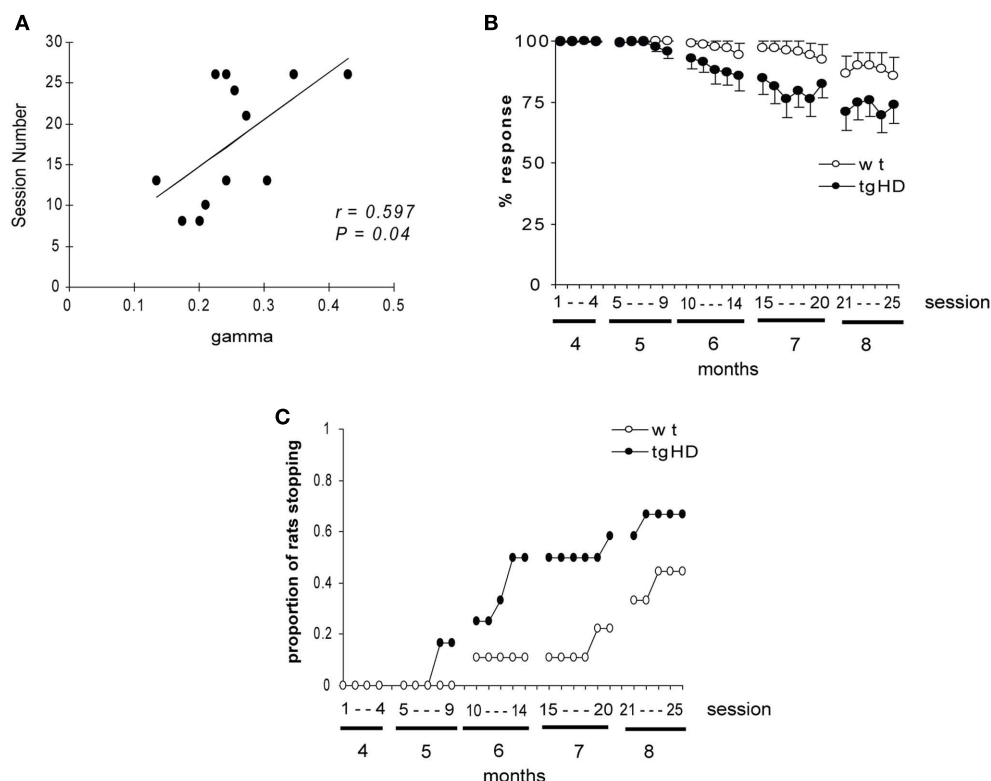 A
30
25
20
15
10
5
0
Session Number
r = 0.597
P = 0.04
0 0.1 0.2 0.3 0.4 0.5
gamma
B
100
75
50
25
0
% response
w t
tgHD
1 - - 4 5 - - - 9 10 - - - 14 15 - - - - 20 21 - - - - 25 session
4 5 6 7 8
months
C
1
0.8
0.6
0.4
0.2
0
proportion of rats stopping
w t
tgHD
1 - - 4 5 - - - 9 10 - - - 14 15 - - - - 20 21 - - - - 25 session
4 5 6 7 8
months